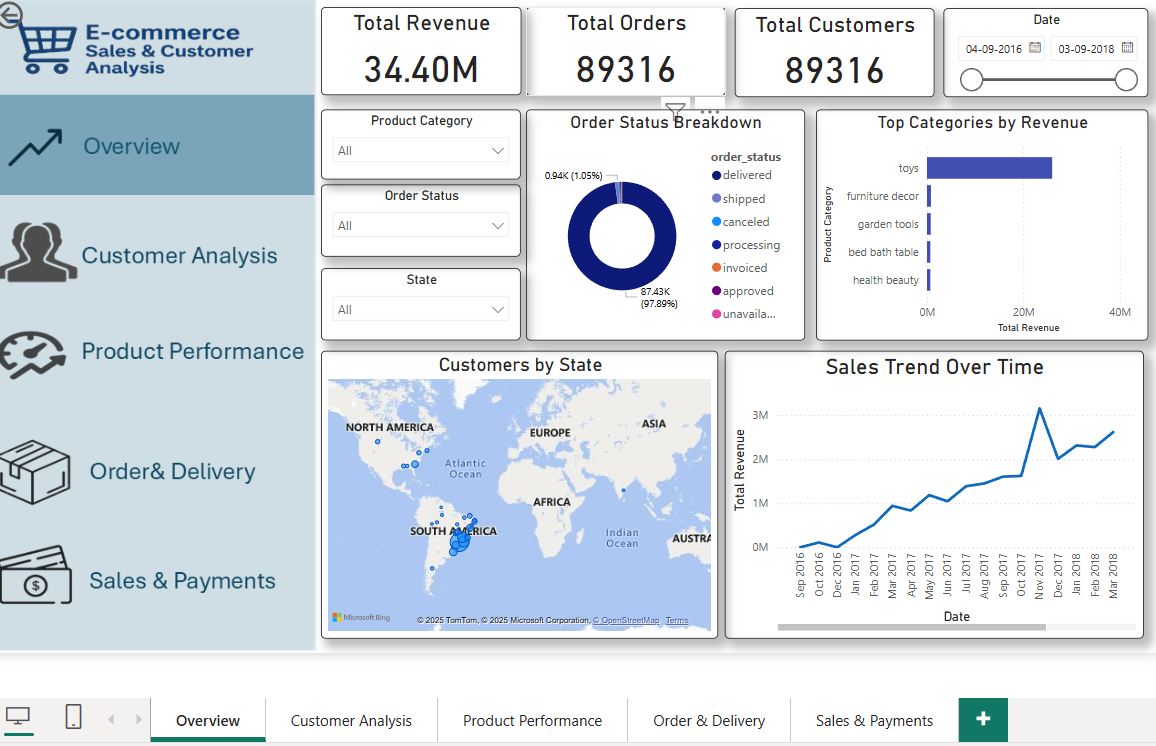 E-commerce
Sales & Customer
Analysis
Overview
Customer Analysis
Product Performance
Order& Delivery
Sales & Payments
Total Revenue
34.40M
Total Orders
89316
Total Customers
89316
Date
04-09-2016
03-09-2018
Product Category
All
Order Status
All
State
All
Order Status Breakdown
0.94K (1.05%)
87.43K
(97.89%)
order_status
delivered
shipped
canceled
processing
invoiced
approved
unavaila...
Top Categories by Revenue
Product Category
toys
furniture decor
garden tools
bed bath table
health beauty
0M
20M
40M
Total Revenue
Customers by State
NORTH AMERICA
EUROPE
ASIA
Atlantic
Ocean
AFRICA
SOUTH AMERICA
Indian
Ocean
AUSTRA
Microsoft Bing
© 2025 TomTom, © 2025 Microsoft Corporation, © OpenStreetMap Terms
Sales Trend Over Time
Total Revenue
3M
2M
1M
0M
Sep 2016
Oct 2016
Dec 2016
Jan 2017
Feb 2017
Mar 2017
Apr 2017
May 2017
Jun 2017
Jul 2017
Aug 2017
Sep 2017
Oct 2017
Nov 2017
Dec 2017
Jan 2018
Feb 2018
Mar 2018
Date
Overview
Customer Analysis
Product Performance
Order & Delivery
Sales & Payments
+